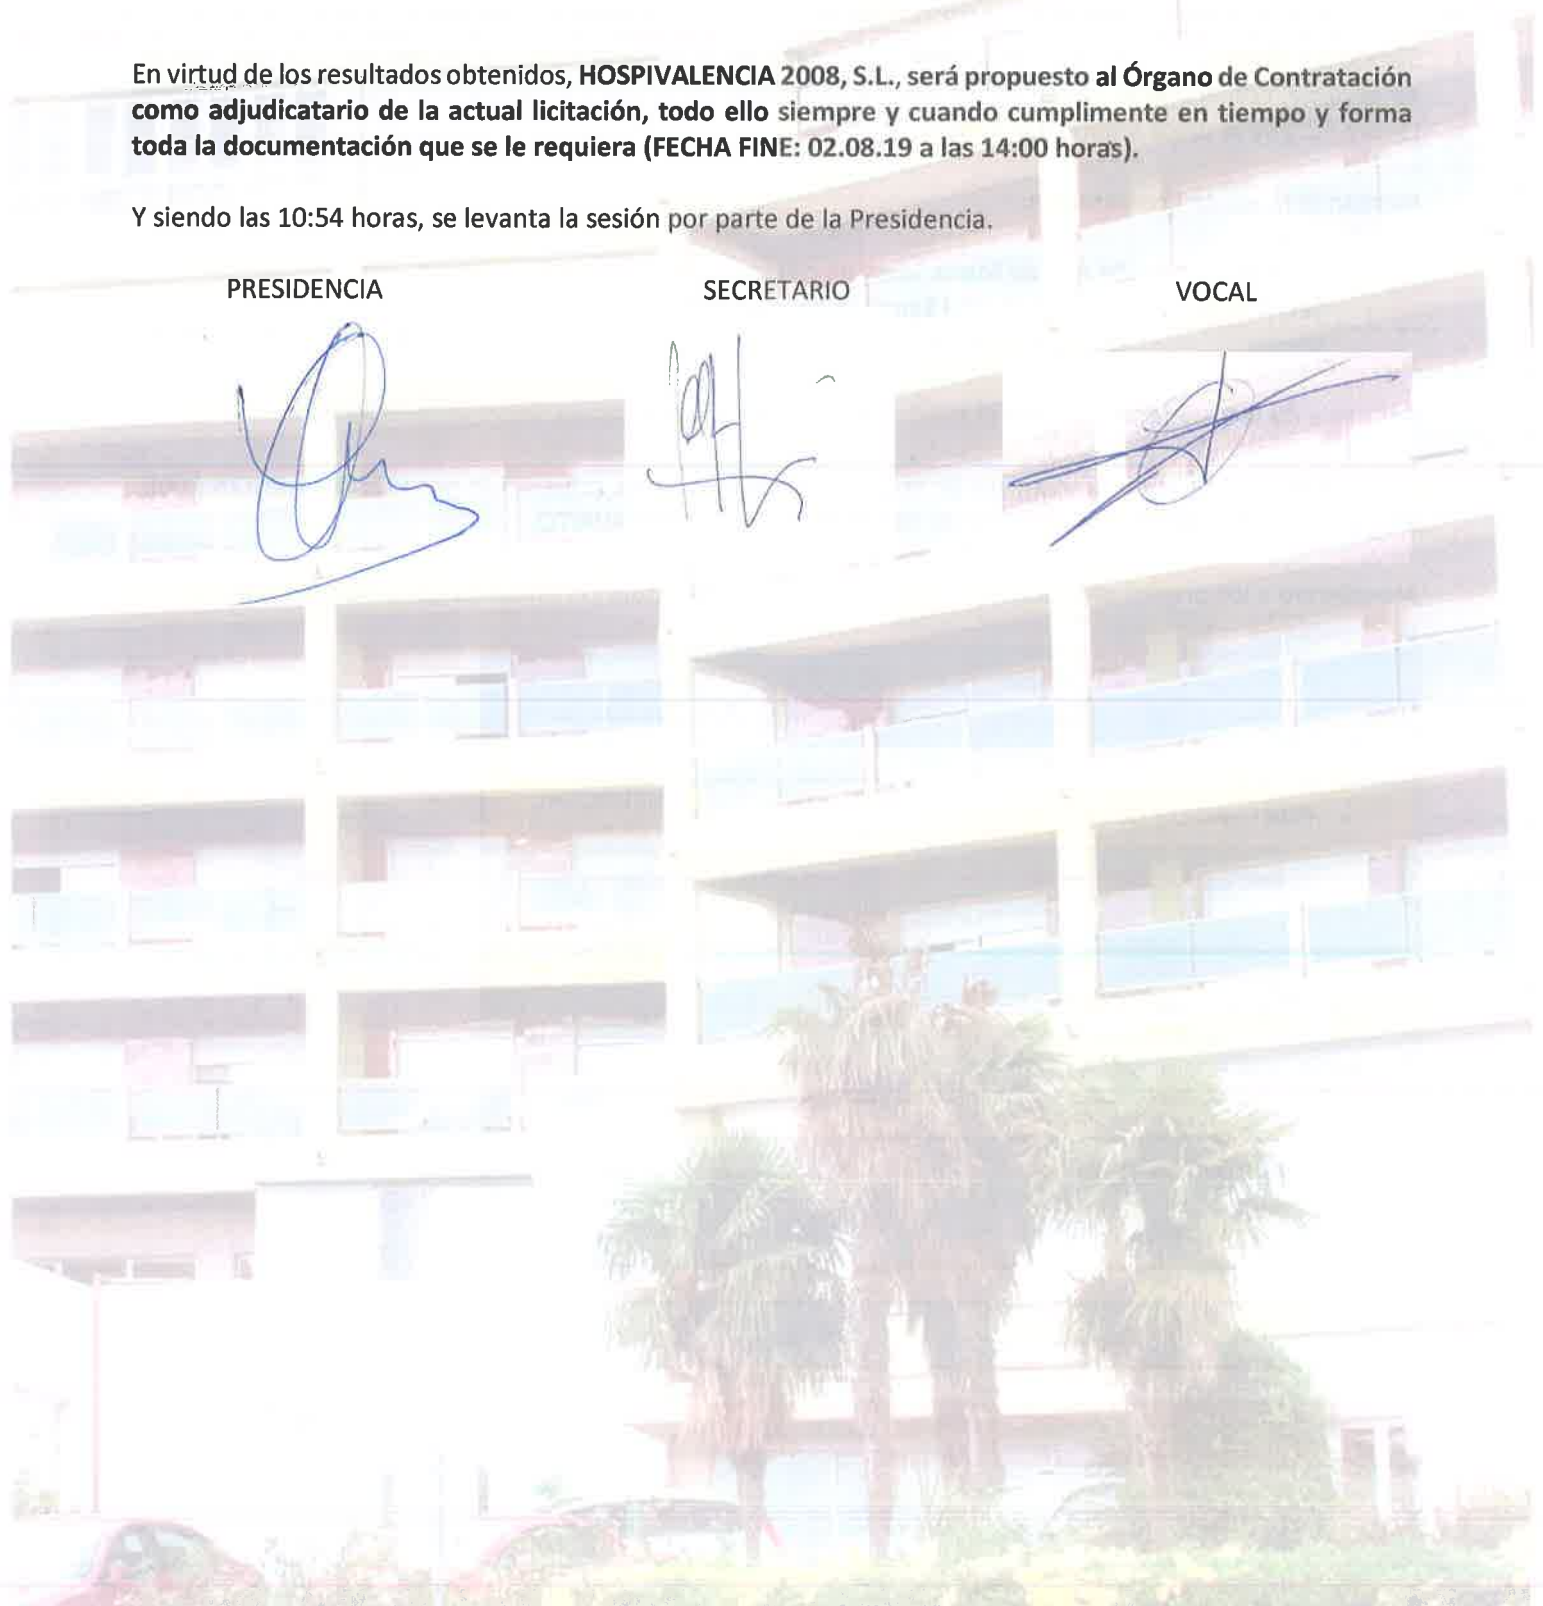 En virtud de los resultados obtenidos, HOSPIVALENCIA 2008, S.L., será propuesto al Órgano de Contratación
como adjudicatario de la actual licitación, todo ello siempre y cuando cumplimente en tiempo y forma
toda la documentación que se le requiera (FECHA FINE: 02.08.19 a las 14:00 horas).
Y siendo las 10:54 horas, se levanta la sesión por parte de la Presidencia.
PRESIDENCIA SECRETARIO VOCAL